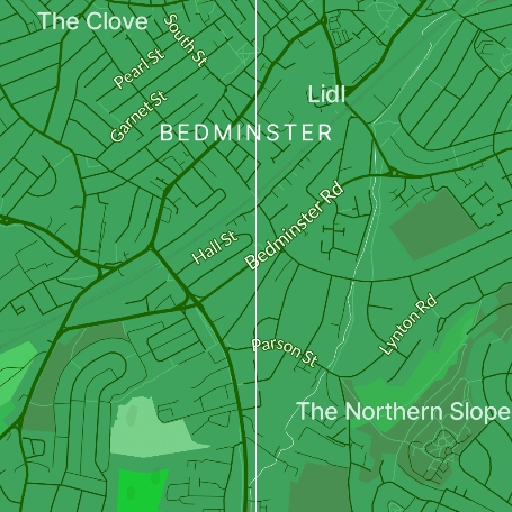 The Clove
South St
Pearl St
Lidl
Garnet St
BEDMINSTER
Bedminster Rd
Hall St
Lynton Rd
Parson St
The Northern Slope